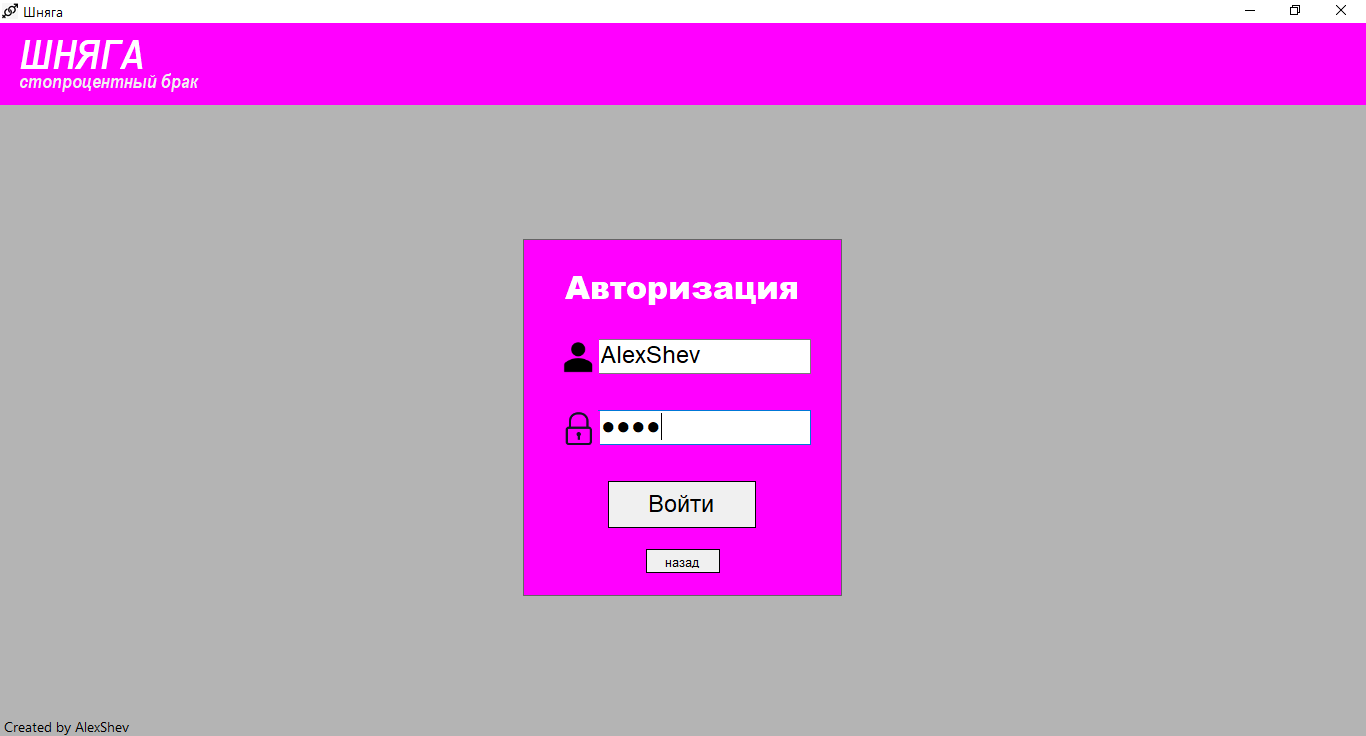 Шняга
ШНЯГА
стопроцентный брак
Авторизация
AlexShev
●●●●
Войти
назад
Created by AlexShev